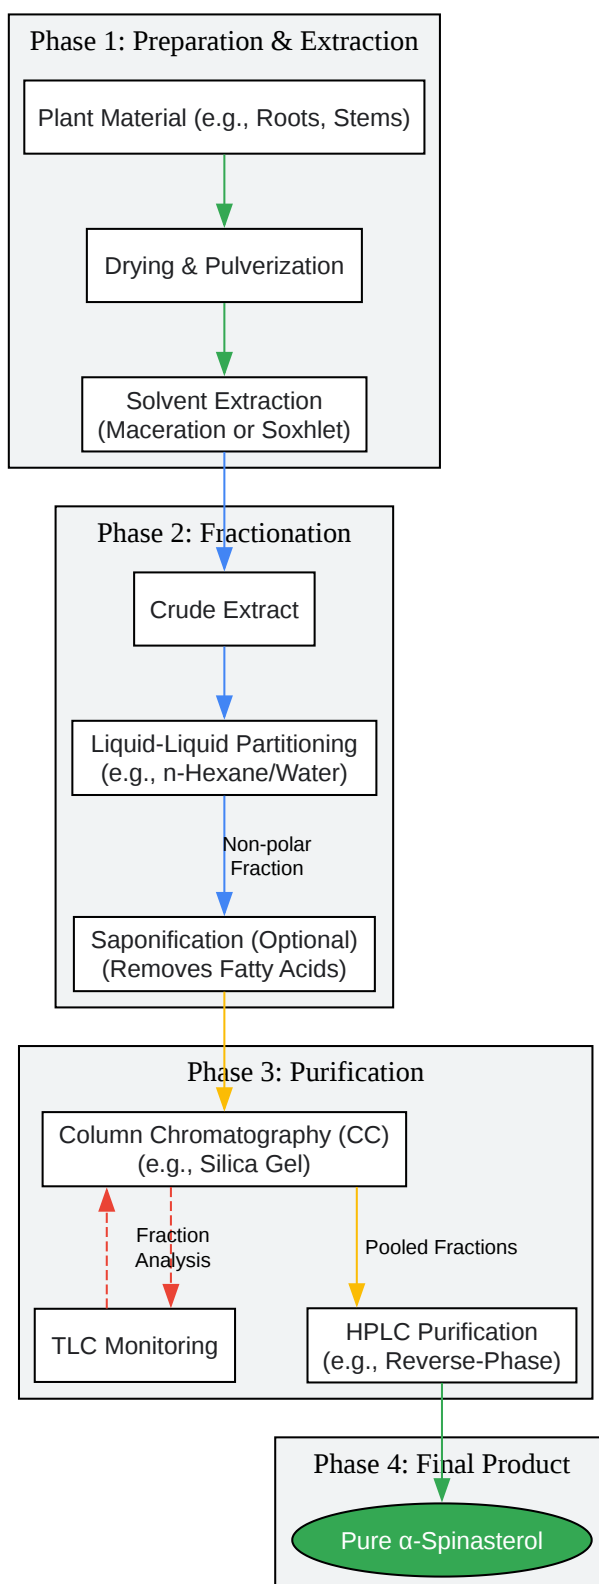 Phase 1: Preparation & Extraction
Plant Material (e.g., Roots, Stems)
Drying & Pulverization
Solvent Extraction
(Maceration or Soxhlet)
Phase 2: Fractionation
Crude Extract
Liquid-Liquid Partitioning
(e.g., n-Hexane/Water)
Non-polar
Fraction
Saponification (Optional)
(Removes Fatty Acids)
Phase 3: Purification
Column Chromatography (CC)
(e.g., Silica Gel)
Fraction
Analysis
Pooled Fractions
TLC Monitoring
HPLC Purification
(e.g., Reverse-Phase)
Phase 4: Final Product
Pure α-Spinasterol